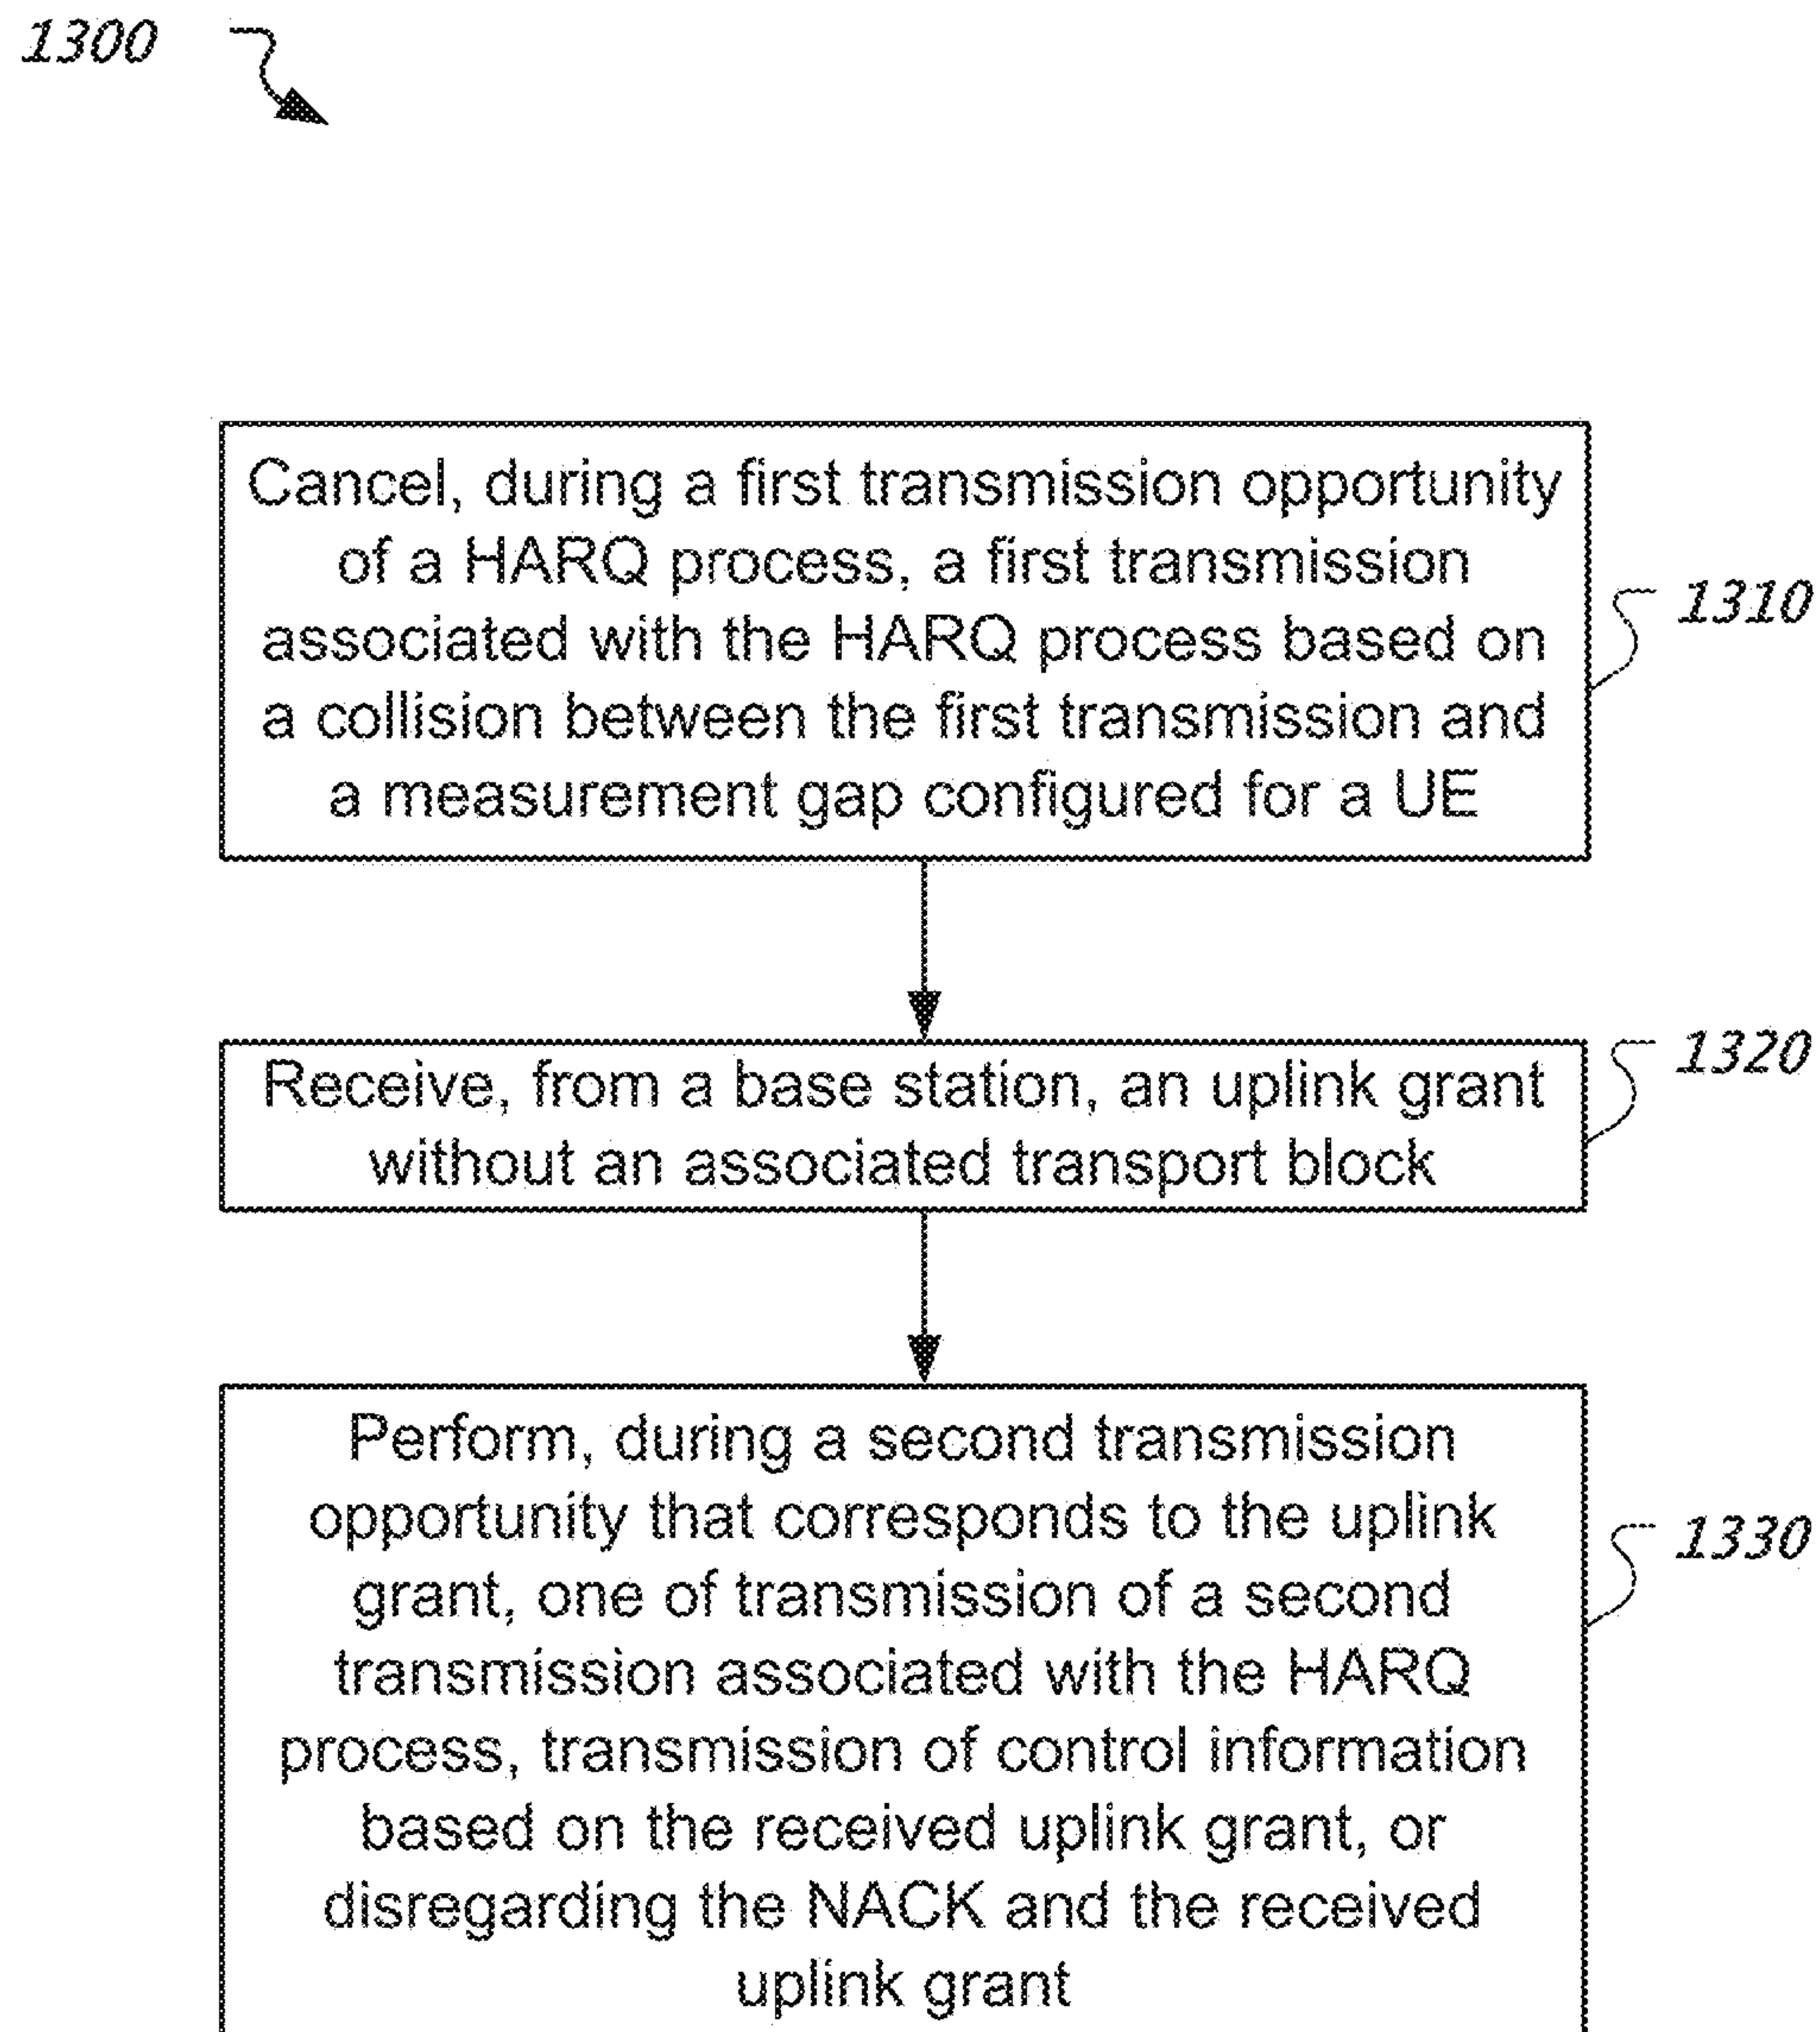 1300
Cancel, during a first transmission opportunity
of a HARQ process, a first transmission
associated with the HARQ process based on
a collision between the first transmission and
a measurement gap configured for a UE
1310
Receive, from a base station, an uplink grant
without an associated transport block
1320
Perform, during a second transmission
opportunity that corresponds to the uplink
grant, one of transmission of a second
transmission associated with the HARQ
process, transmission of control information
based on the received uplink grant, or
disregarding the NACK and the received
uplink grant
1330